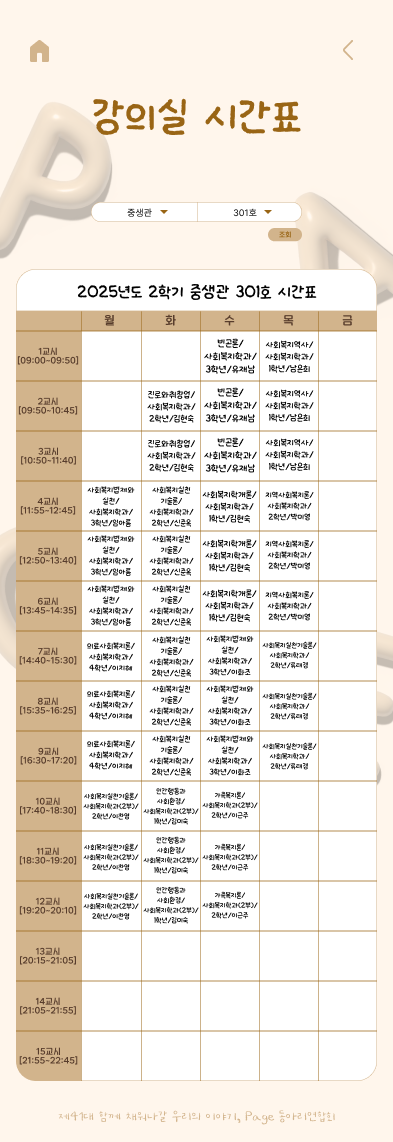 강의실 시간표
중생관 301호
조회
2025년도 2학기 중생관 301호 시간표
월 화 수 목 금
1교시
[09:00~09:50]
빈곤론/
사회복지학과/
3학년/유재남
사회복지역사/
사회복지학과/
1학년/남은희
2교시
[09:50~10:45]
진로와취창업/
사회복지학과/
2학년/김현숙
빈곤론/
사회복지학과/
3학년/유재남
사회복지역사/
사회복지학과/
1학년/남은희
3교시
[10:50~11:40]
진로와취창업/
사회복지학과/
2학년/김현숙
빈곤론/
사회복지학과/
3학년/유재남
사회복지역사/
사회복지학과/
1학년/남은희
4교시
[11:55~12:45]
사회복지법제와
실천/
사회복지학과/
3학년/임아름
사회복지실천
기술론/
사회복지학과/
2학년/신준옥
사회복지학개론/
사회복지학과/
1학년/김현숙
지역사회복지론/
사회복지학과/
2학년/박미영
5교시
[12:50~13:40]
사회복지법제와
실천/
사회복지학과/
3학년/임아름
사회복지실천
기술론/
사회복지학과/
2학년/신준옥
사회복지학개론/
사회복지학과/
1학년/김현숙
지역사회복지론/
사회복지학과/
2학년/박미영
6교시
[13:45~14:35]
사회복지법제와
실천/
사회복지학과/
3학년/임아름
사회복지실천
기술론/
사회복지학과/
2학년/신준옥
사회복지학개론/
사회복지학과/
1학년/김현숙
지역사회복지론/
사회복지학과/
2학년/박미영
7교시
[14:40~15:30]
의료사회복지론/
사회복지학과/
4학년/이지혜
사회복지실천
기술론/
사회복지학과/
2학년/신준옥
사회복지법제와
실천/
사회복지학과/
3학년/이화조
사회복지실천기술론/
사회복지학과/
2학년/류래경
8교시
[15:35~16:25]
의료사회복지론/
사회복지학과/
4학년/이지혜
사회복지실천
기술론/
사회복지학과/
2학년/신준옥
사회복지법제와
실천/
사회복지학과/
3학년/이화조
사회복지실천기술론/
사회복지학과/
2학년/류래경
9교시
[16:30~17:20]
의료사회복지론/
사회복지학과/
4학년/이지혜
사회복지실천
기술론/
사회복지학과/
2학년/신준옥
사회복지법제와
실천/
사회복지학과/
3학년/이화조
사회복지실천기술론/
사회복지학과/
2학년/류래경
10교시
[17:40~18:30]
사회복지실천기술론/
사회복지학과(2부)/
2학년/이찬영
인간행동과
사회환경/
사회복지학과(2부)/
1학년/김미숙
가족복지론/
사회복지학과(2부)/
2학년/이근주
11교시
[18:30~19:20]
사회복지실천기술론/
사회복지학과(2부)/
2학년/이찬영
인간행동과
사회환경/
사회복지학과(2부)/
1학년/김미숙
가족복지론/
사회복지학과(2부)/
2학년/이근주
12교시
[19:20~20:10]
사회복지실천기술론/
사회복지학과(2부)/
2학년/이찬영
인간행동과
사회환경/
사회복지학과(2부)/
1학년/김미숙
가족복지론/
사회복지학과(2부)/
2학년/이근주
13교시
[20:15~21:05]
14교시
[21:05~21:55]
15교시
[21:55~22:45]
제41대 함께 채워나갈 우리의 이야기, Page 동아리연합회